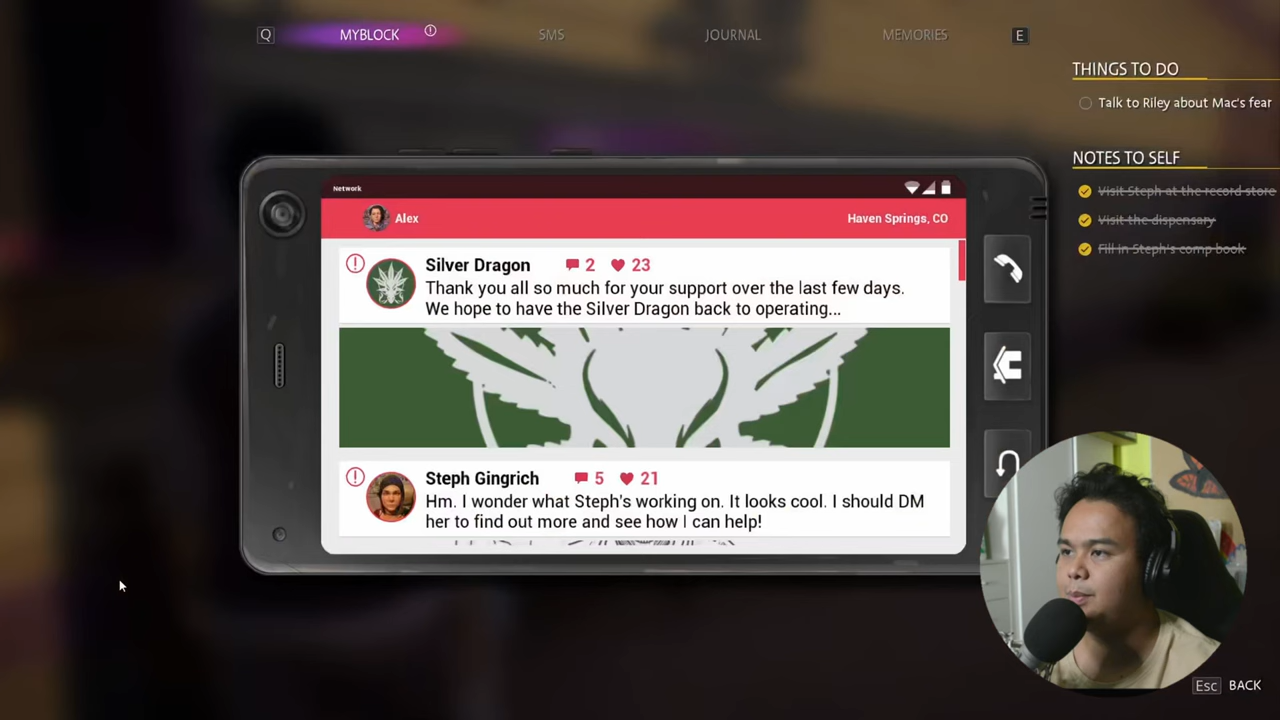 Q
MYBLOCK
SMS
JOURNAL
MEMORIES
E
THINGS TO DO
Talk to Riley about Mac's fear
NOTES TO SELF
Visit Steph at the record store
Visit the dispensary
Fill in Steph's comp book
Network
Alex
Haven Springs, CO
Silver Dragon 2 23
Thank you all so much for your support over the last few days.
We hope to have the Silver Dragon back to operating...
Steph Gingrich 5 21
Hm. I wonder what Steph's working on. It looks cool. I should DM
her to find out more and see how I can help!
Esc BACK